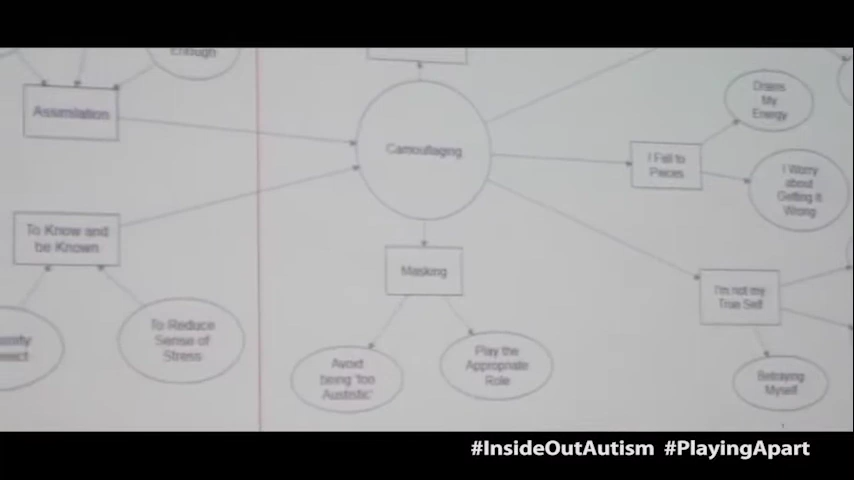 Enough
Assimilation
Camouflaging
Drains
My
Energy
I Fall to
Pieces
I Worry
about
Getting It
Wrong
To Know and
be Known
Masking
I'm not my
True Self
To Reduce
Sense of
Stress
Avoid
being 'too
Austistic'
Play the
Appropriate
Role
Betraying
Myself
#InsideOutAutism #PlayingApart